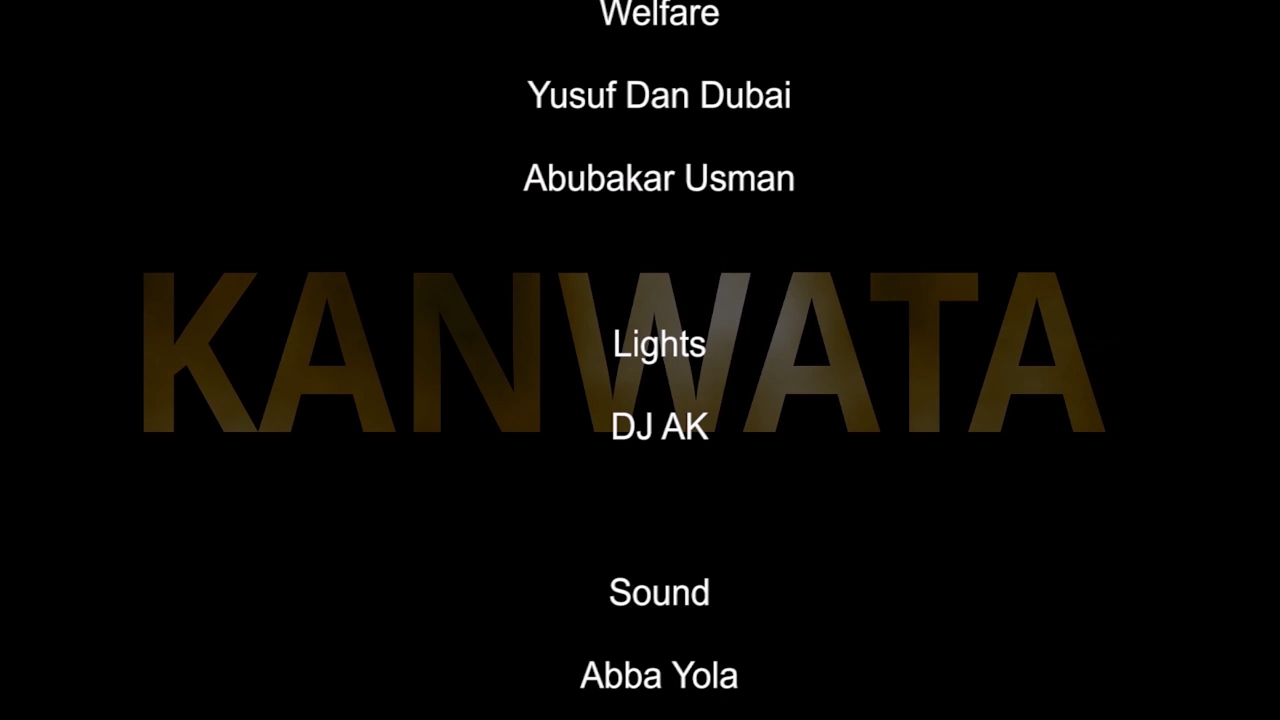 Welfare
Yusuf Dan Dubai
Abubakar Usman
KANWATA
Lights
DJ AK
Sound
Abba Yola